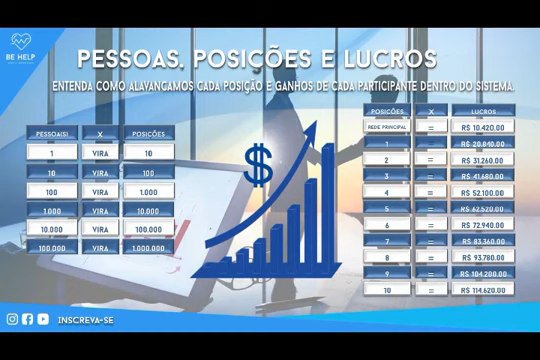 BE HELP
PESSOAS, POSIÇÕES E LUCROS
ENTENDA COMO ALAVANCAMOS CADA POSIÇÃO E GANHOS DE CADA PARTICIPANTE DENTRO DO SISTEMA.
PESSOA(S) X POSIÇÕES
1 VIRA 10
10 VIRA 100
100 VIRA 1.000
1.000 VIRA 10.000
10.000 VIRA 100.000
100.000 VIRA 1.000.000
$
POSIÇÕES X LUCROS
REDE PRINCIPAL = R$ 10.420.00
1 = R$ 20.840.00
2 = R$ 31.260.00
3 = R$ 41.680.00
4 = R$ 52.100.00
5 = R$ 62.520.00
6 = R$ 72.940.00
7 = R$ 83.360.00
8 = R$ 93.780.00
9 = R$ 104.200.00
10 = R$ 114.620.00
INSCREVA-SE